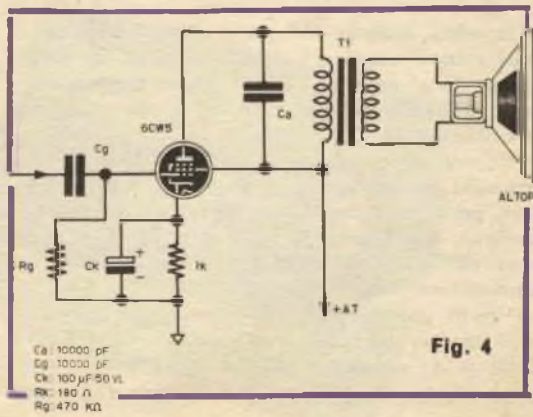 T1
6CW5
Ca
Cg
ALTOP
Rg
Ck
+
-
+AT
Fig. 4
Ca: 10000 pF
Cg: 10000 pF
Ck: 100 µF 50 VL
Rk: 180 Ω
Rg: 470 KΩ